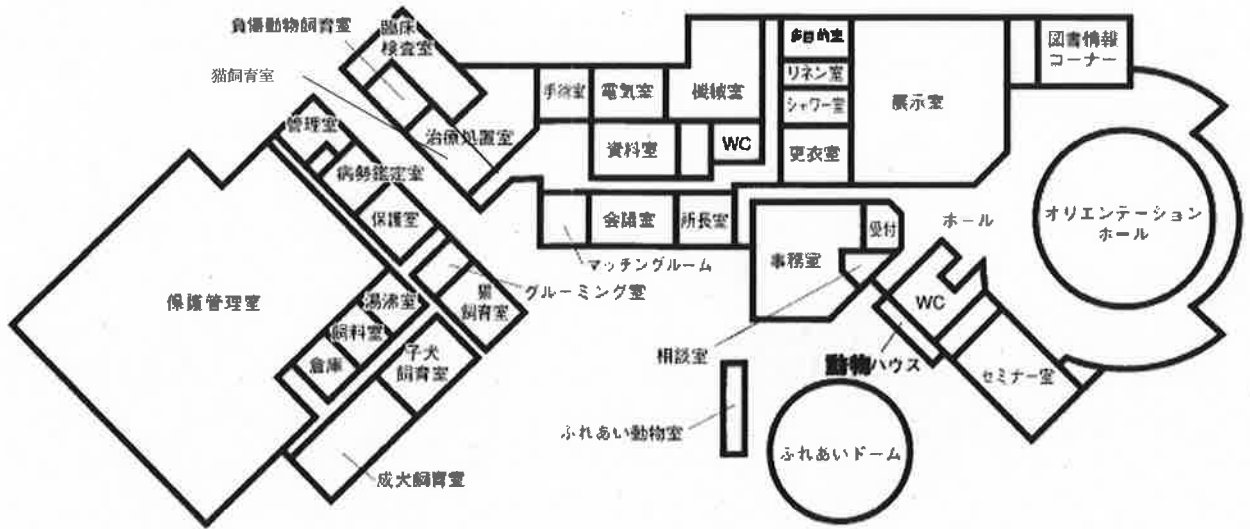 負傷動物飼育室
臨床
検査室
猫飼育室
管理室
治療処置室
手術室
電気室
機械室
資料室
WC
多目的室
リネン室
シャワー室
更衣室
展示室
図書情報
コーナー
病勢鑑定室
保護室
会議室
所長室
マッチングルーム
グルーミング室
猫
飼育室
事務室
受付
相談室
ホール
オリエンテーション
ホール
WC
動物ハウス
セミナー室
保護管理室
湯沸室
飼料室
倉庫
子犬
飼育室
成犬飼育室
ふれあい動物室
ふれあいドーム